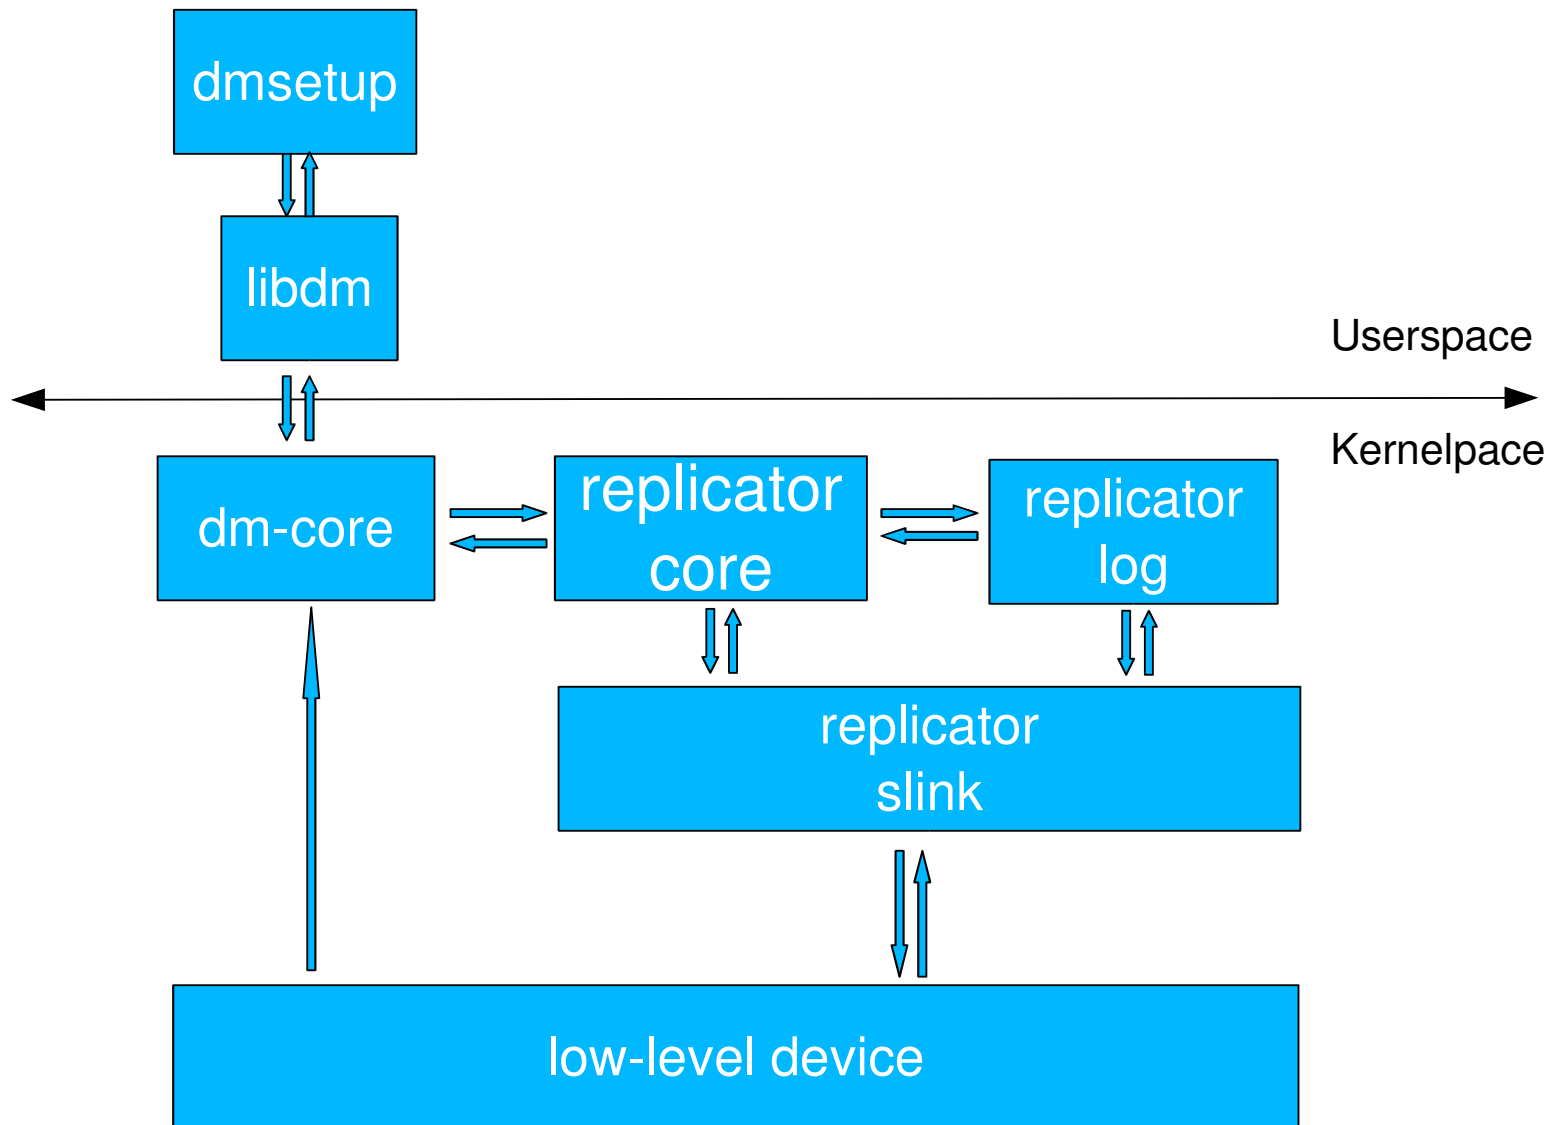 dmsetup
libdm
Userspace
Kernelpace
dm-core
replicator
core
replicator
log
replicator
slink
low-level device